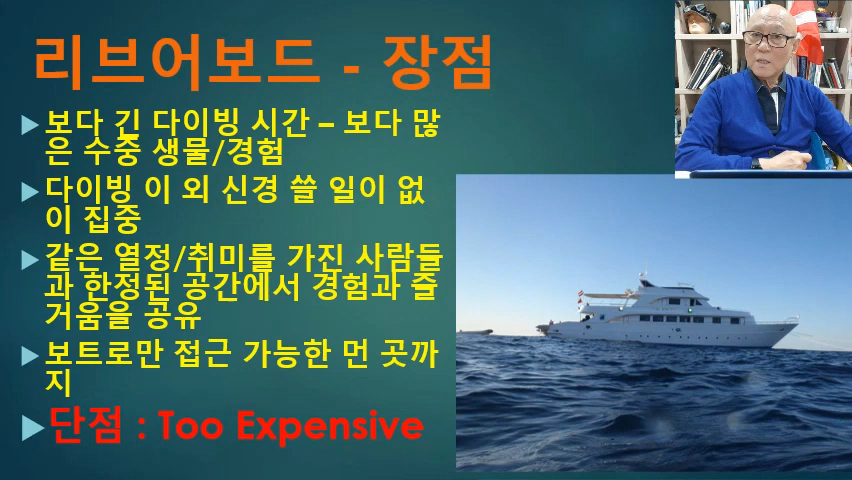 리브어보드 - 장점
보다 긴 다이빙 시간 – 보다 많
은 수중 생물/경험
다이빙 이 외 신경 쓸 일이 없
이 집중
같은 열정/취미를 가진 사람들
과 한정된 공간에서 경험과 즐
거움을 공유
보트로만 접근 가능한 먼 곳까
지
단점 : Too Expensive